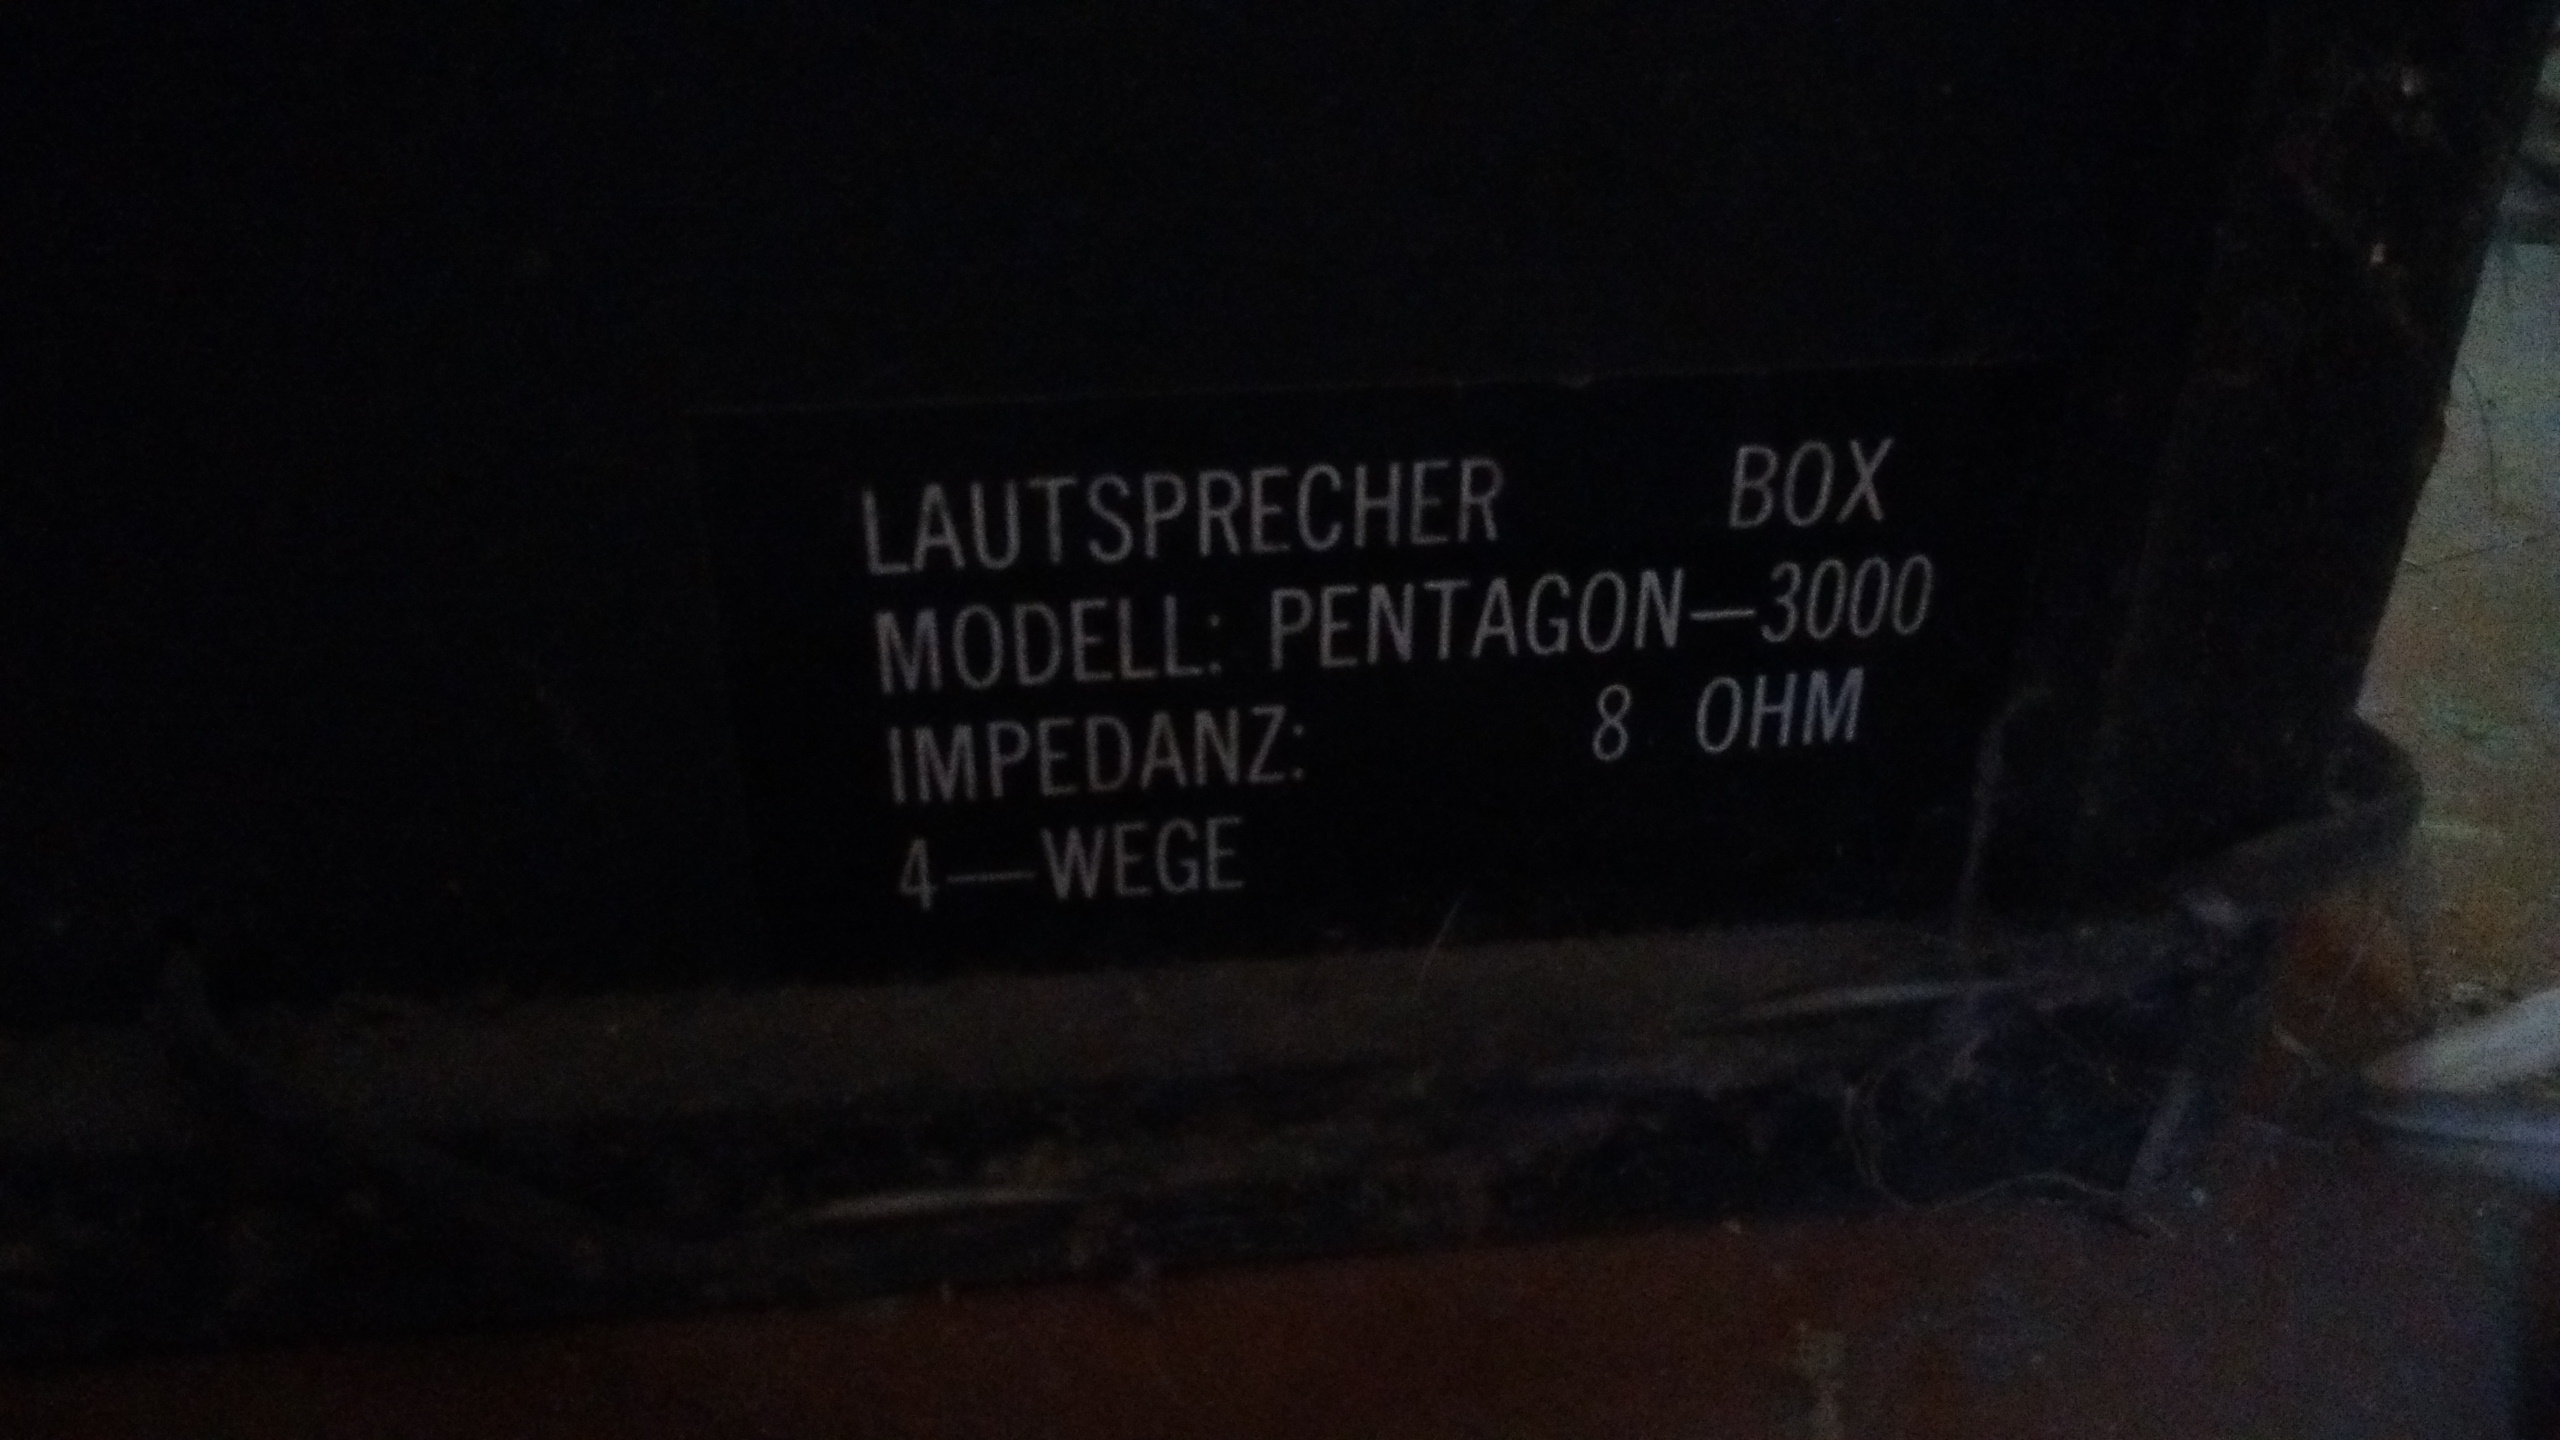 LAUTSPRECHER BOX
MODELL: PENTAGON—3000
IMPEDANZ: 8 OHM
4—WEGE